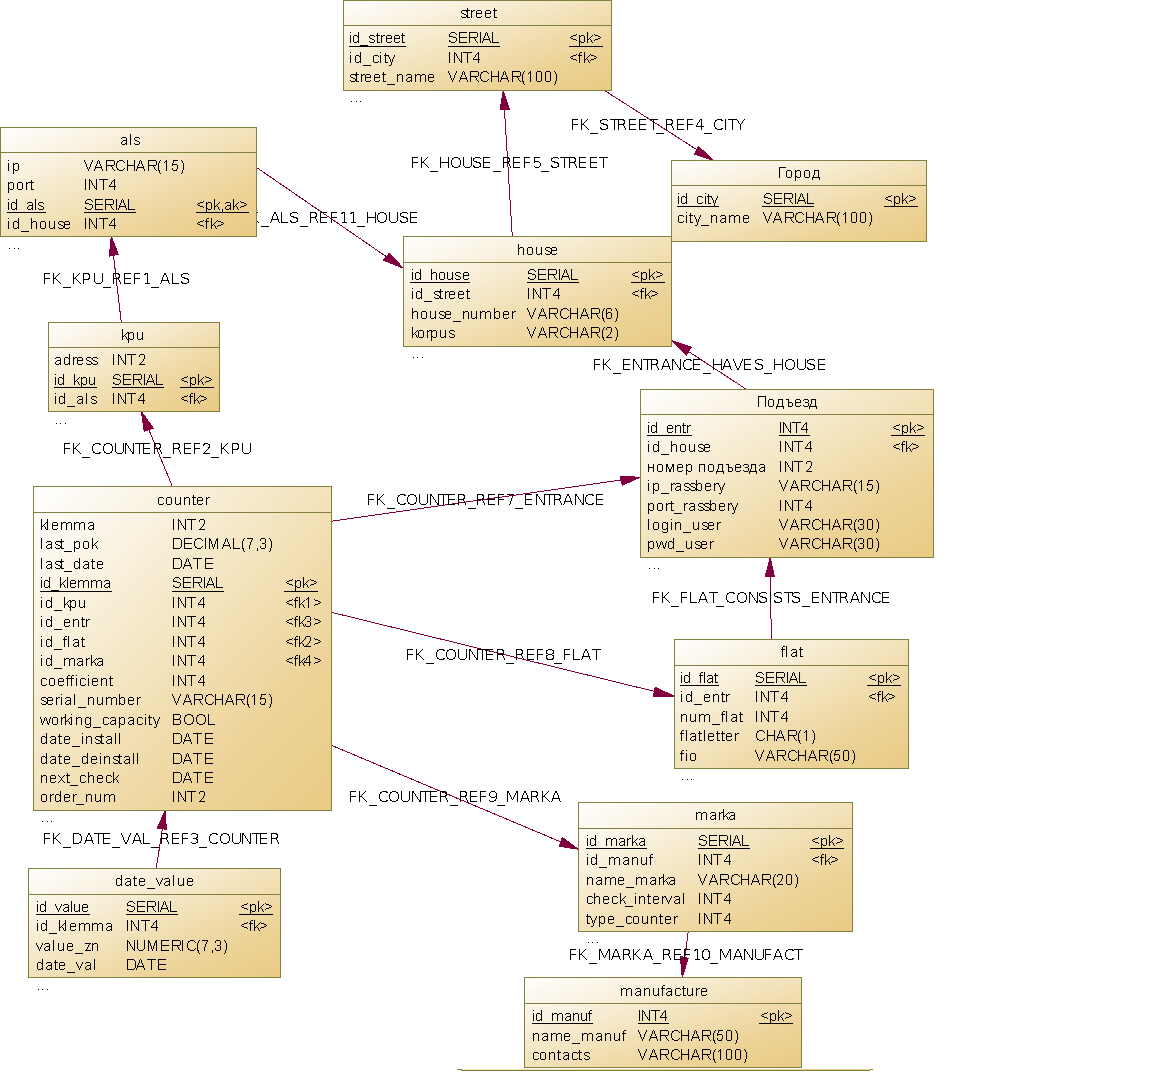 street
id_street SERIAL <pk>
id_city INT4 <fk>
street_name VARCHAR(100)
...
FK_STREET_REF4_CITY
FK_HOUSE_REF5_STREET
als
ip VARCHAR(15)
port INT4
id_als SERIAL <pk,ak>
id_house INT4 <fk>
...
Город
id_city SERIAL <pk>
city_name VARCHAR(100)
_ALS_REF11_HOUSE
house
id_house SERIAL <pk>
id_street INT4 <fk>
house_number VARCHAR(6)
korpus VARCHAR(2)
...
FK_KPU_REF1_ALS
kpu
adress INT2
id_kpu SERIAL <pk>
id_als INT4 <fk>
...
FK_ENTRANCE_HAVES_HOUSE
Подъезд
id_entr INT4 <pk>
id_house INT4 <fk>
номер подъезда INT2
ip_rassbery VARCHAR(15)
port_rassbery INT4
login_user VARCHAR(30)
pwd_user VARCHAR(30)
...
FK_COUNTER_REF2_KPU
FK_COUNTER_REF7_ENTRANCE
counter
klemma INT2
last_pok DECIMAL(7,3)
last_date DATE
id_klemma SERIAL <pk>
id_kpu INT4 <fk1>
id_entr INT4 <fk3>
id_flat INT4 <fk2>
id_marka INT4 <fk4>
coefficient INT4
serial_number VARCHAR(15)
working_capacity BOOL
date_install DATE
date_deinstall DATE
next_check DATE
order_num INT2
...
FK_FLAT_CONSISTS_ENTRANCE
FK_COUNTER_REF8_FLAT
flat
id_flat SERIAL <pk>
id_entr INT4 <fk>
num_flat INT4
flatletter CHAR(1)
fio VARCHAR(50)
...
FK_COUNTER_REF9_MARKA
marka
id_marka SERIAL <pk>
id_manuf INT4 <fk>
name_marka VARCHAR(20)
check_interval INT4
type_counter INT4
...
FK_DATE_VAL_REF3_COUNTER
date_value
id_value SERIAL <pk>
id_klemma INT4 <fk>
value_zn NUMERIC(7,3)
date_val DATE
...
FK_MARKA_REF10_MANUFACT
manufacture
id_manuf INT4 <pk>
name_manuf VARCHAR(50)
contacts VARCHAR(100)